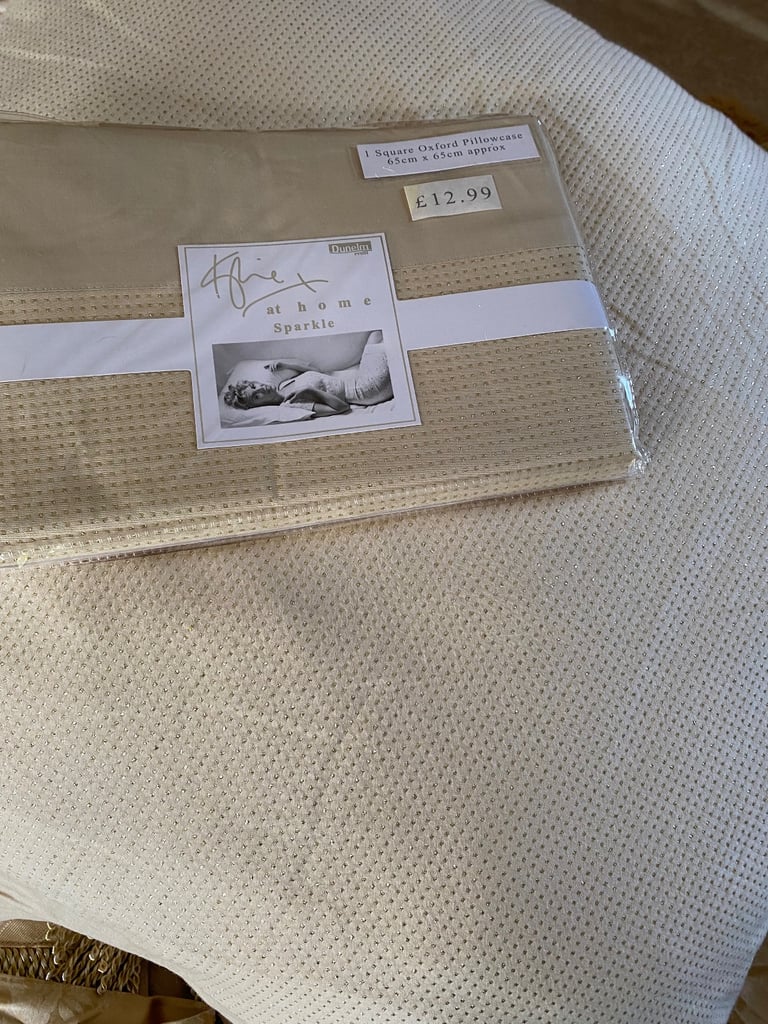 1 Square Oxford Pillowcase
65cm x 65cm approx
£12.99
Dunelm
Kylie x
at home
Sparkle